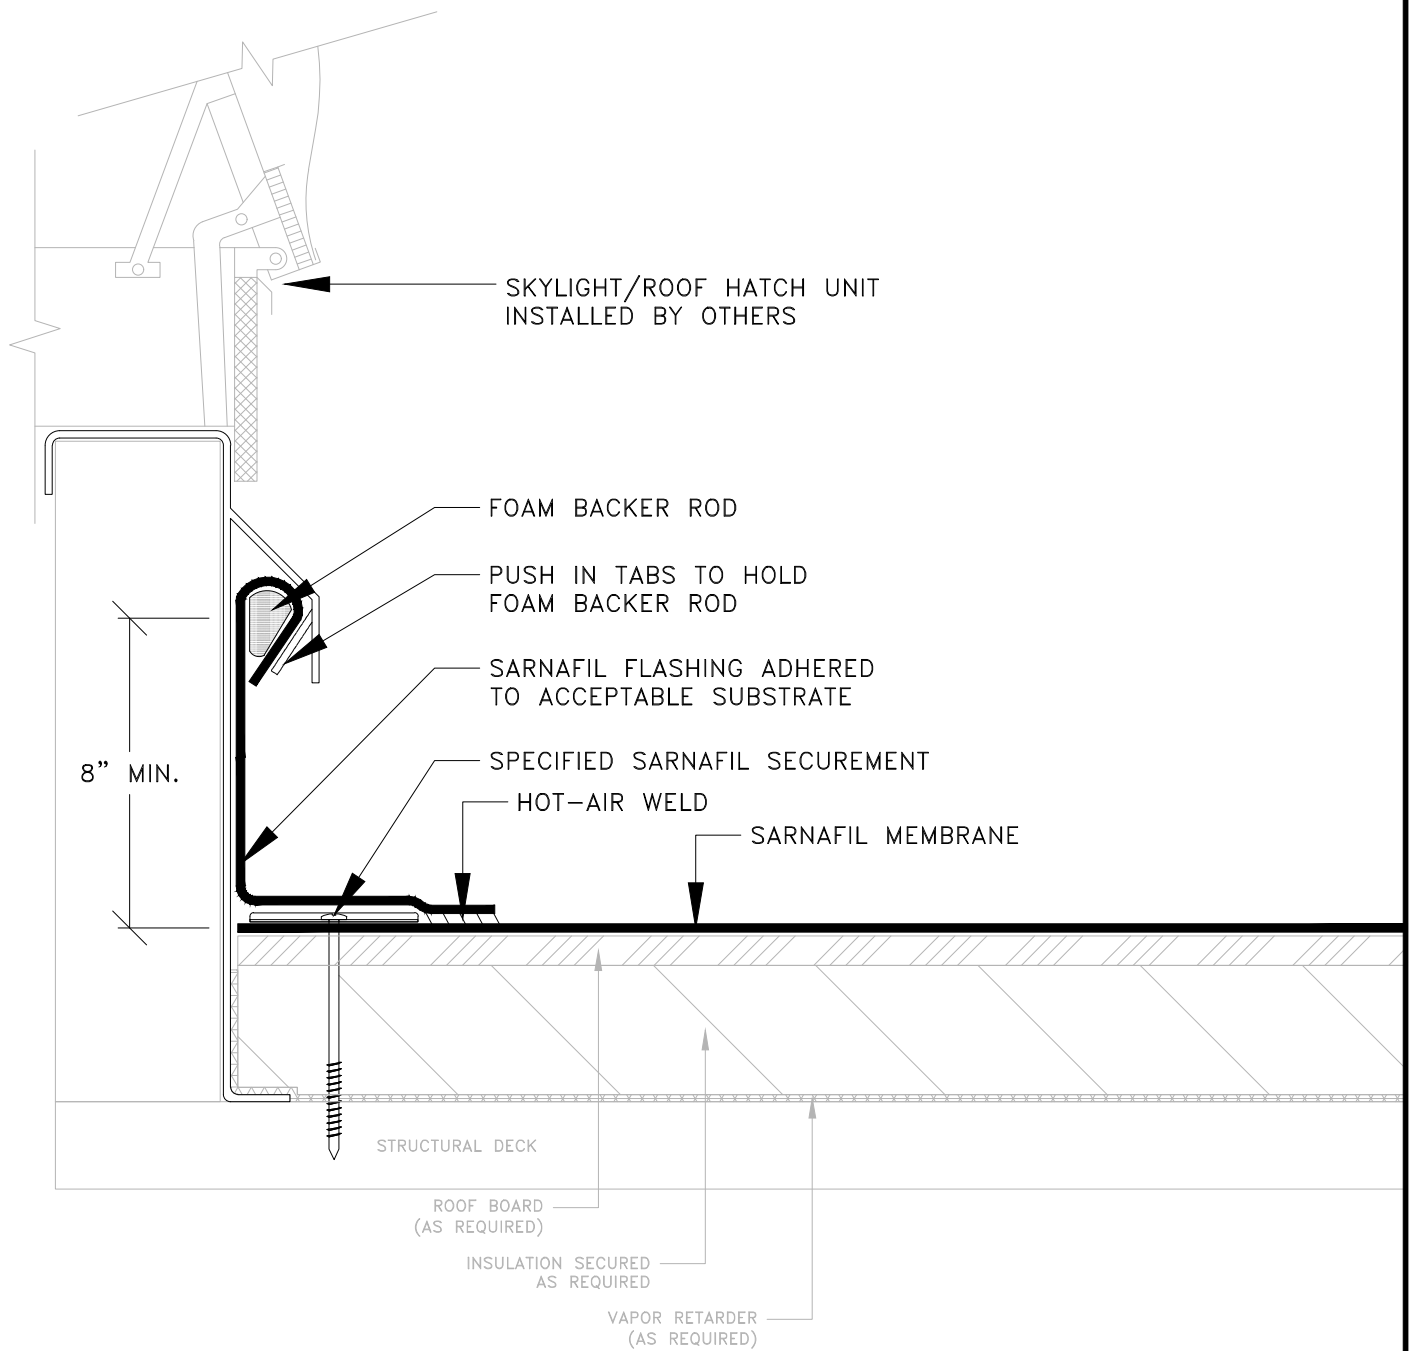 SKYLIGHT/ROOF HATCH UNIT
INSTALLED BY OTHERS
FOAM BACKER ROD
PUSH IN TABS TO HOLD
FOAM BACKER ROD
SARNAFIL FLASHING ADHERED
TO ACCEPTABLE SUBSTRATE
SPECIFIED SARNAFIL SECUREMENT
8” MIN.
HOT-AIR WELD
SARNAFIL MEMBRANE
STRUCTURAL DECK
ROOF BOARD
(AS REQUIRED)
INSULATION SECURED
AS REQUIRED
VAPOR RETARDER
(AS REQUIRED)